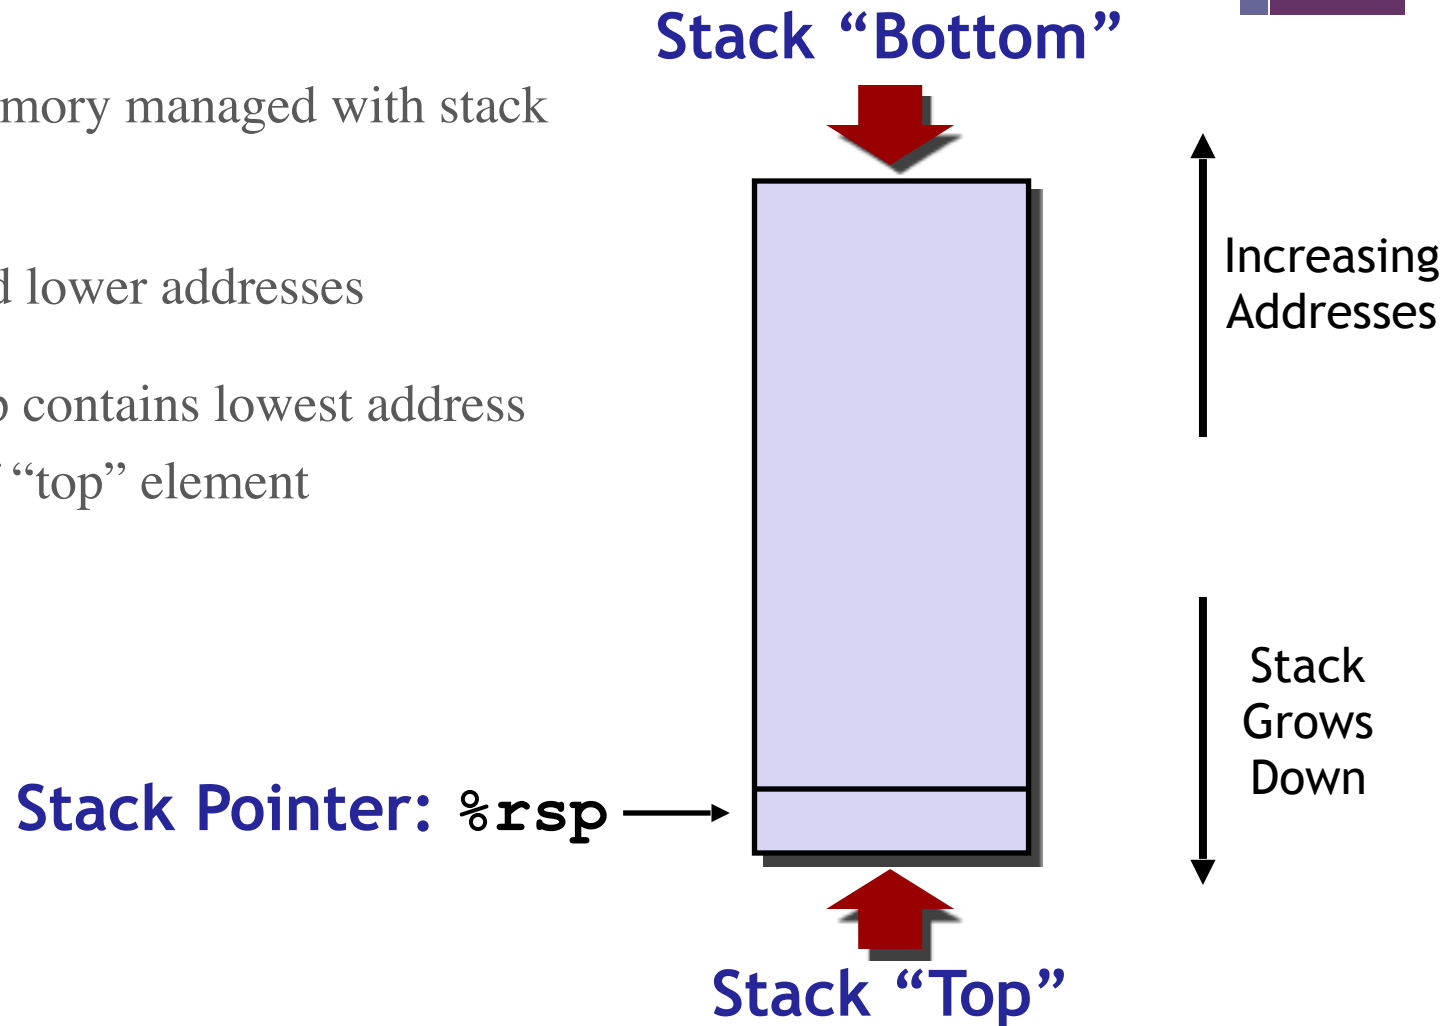 Stack “Bottom”
mory managed with stack
lower addresses
contains lowest address
“top” element
Increasing
Addresses
Stack
Grows
Down
Stack Pointer: %rsp
Stack “Top”